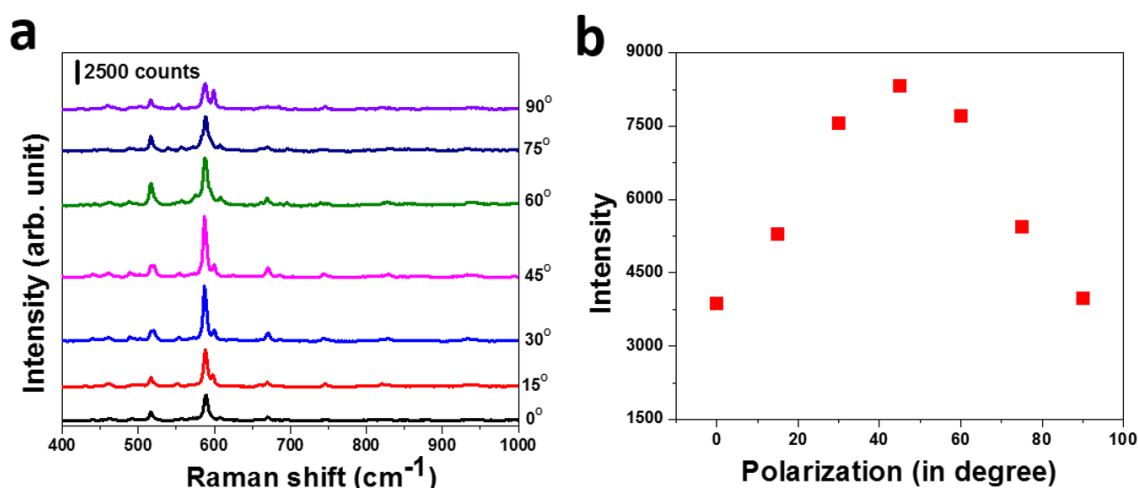 a
2500 counts
90°
75°
60°
45°
30°
15°
0°
Intensity (arb. unit)
400 500 600 700 800 900 1000
Raman shift (cm⁻¹)
b
9000
7500
6000
4500
3000
1500
Intensity
0 20 40 60 80 100
Polarization (in degree)